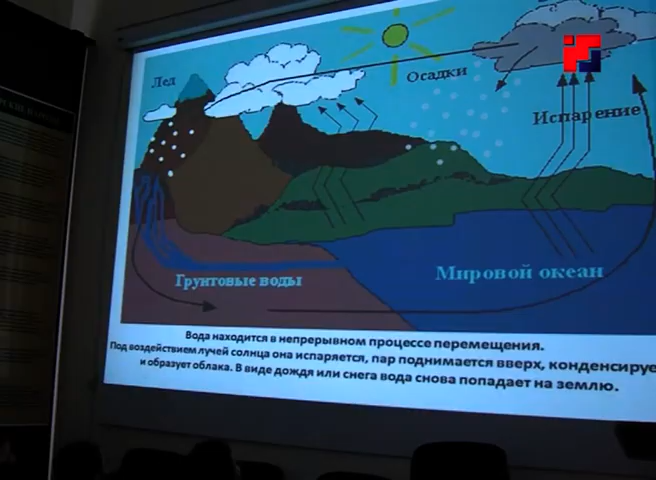 Лед
Осадки
Испарение
Грунтовые воды
Мировой океан
Вода находится в непрерывном процессе перемещения.
Под воздействием лучей солнца она испаряется, пар поднимается вверх, конденсируе
и образует облака. В виде дождя или снега вода снова попадает на землю.